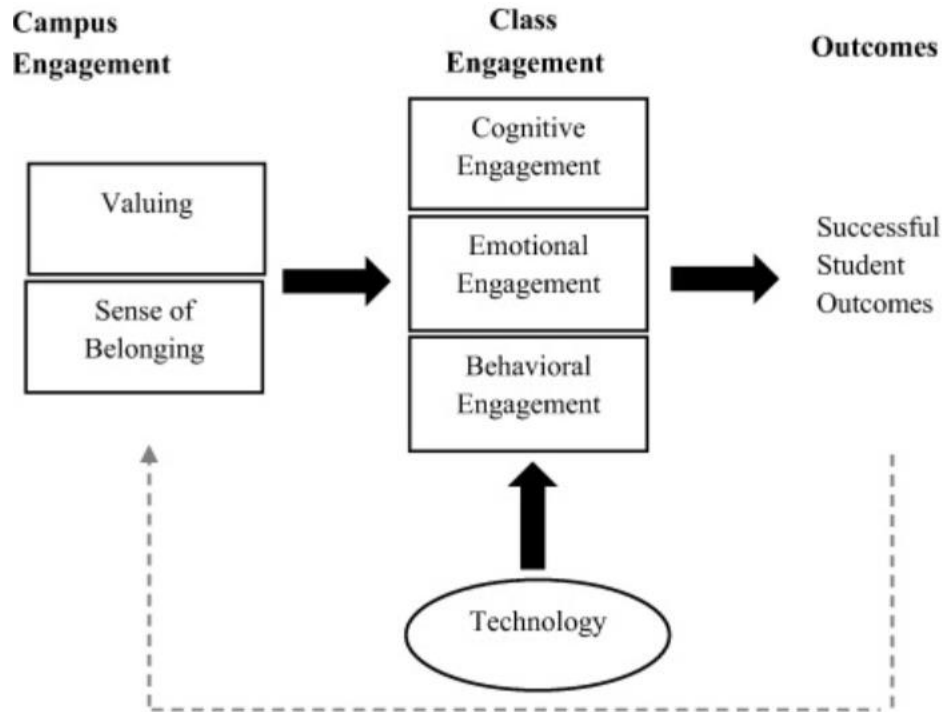 Campus
Engagement
Class
Engagement
Outcomes
Valuing
Sense of
Belonging
Cognitive
Engagement
Emotional
Engagement
Behavioral
Engagement
Successful
Student
Outcomes
Technology